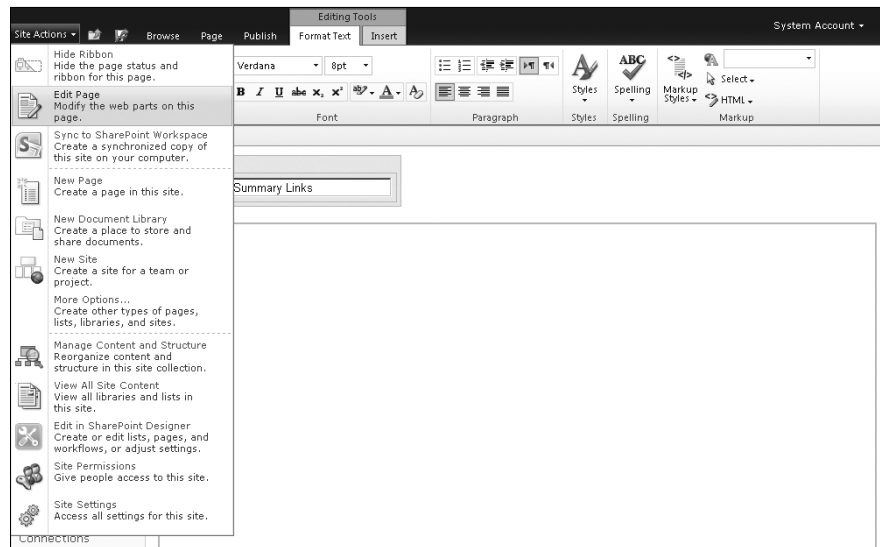 Editing Tools
System Account
Site Actions
Browse
Page
Publish
Format Text
Insert
Hide Ribbon
Hide the page status and
ribbon for this page.
Edit Page
Modify the web parts on this
page.
Sync to SharePoint Workspace
Create a synchronized copy of
this site on your computer.
New Page
Create a page in this site.
New Document Library
Create a place to store and
share documents.
New Site
Create a site for a team or
project.
More Options...
Create other types of pages,
lists, libraries, and sites.
Manage Content and Structure
Reorganize content and
structure in this site collection.
View All Site Content
View all libraries and lists in
this site.
Edit in SharePoint Designer
Create or edit lists, pages, and
workflows, or adjust settings.
Site Permissions
Give people access to this site.
Site Settings
Access all settings for this site.
Connections
Verdana
8pt
B I U abc x₂ x² ab A A
Font
Paragraph
Styles
Styles
ABC
Spelling
Spelling
Markup
Styles
Select
HTML
Markup
Summary Links